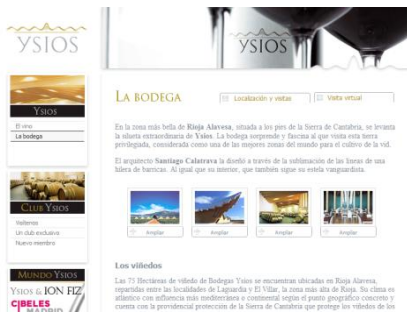 YSIOS
YSIOS
YSIOS
El vino
La bodega
CLUB YSIOS
Visítenos
Un club exclusivo
Nuevo miembro
MUNDO YSIOS
YSIOS & ION FIZ
CIBELES
MADRID
LA BODEGA
Localización y visitas
Visita virtual
En la zona más bella de Rioja Alavesa, situada a los pies de la Sierra de Cantabria, se levanta
la silueta extraordinaria de Ysios. La bodega sorprende y fascina al que visita esta tierra
privilegiada, considerada como una de las mejores zonas del mundo para el cultivo de la vid.
El arquitecto Santiago Calatrava la diseñó a través de la sublimación de las líneas de una
hilera de barricas. Al igual que su interior, que también sigue su estela vanguardista.
Ampliar
Ampliar
Ampliar
Ampliar
Los viñedos
Las 75 Hectáreas de viñedo de Bodegas Ysios se encuentran ubicadas en Rioja Alavesa,
repartidas entre las localidades de Laguardia y El Villar, la zona más alta de Rioja. Su clima es
atlántico con influencia más mediterránea o continental según el punto geográfico concreto y
cuenta con la providencial protección de la Sierra de Cantabria que protege los viñedos de los